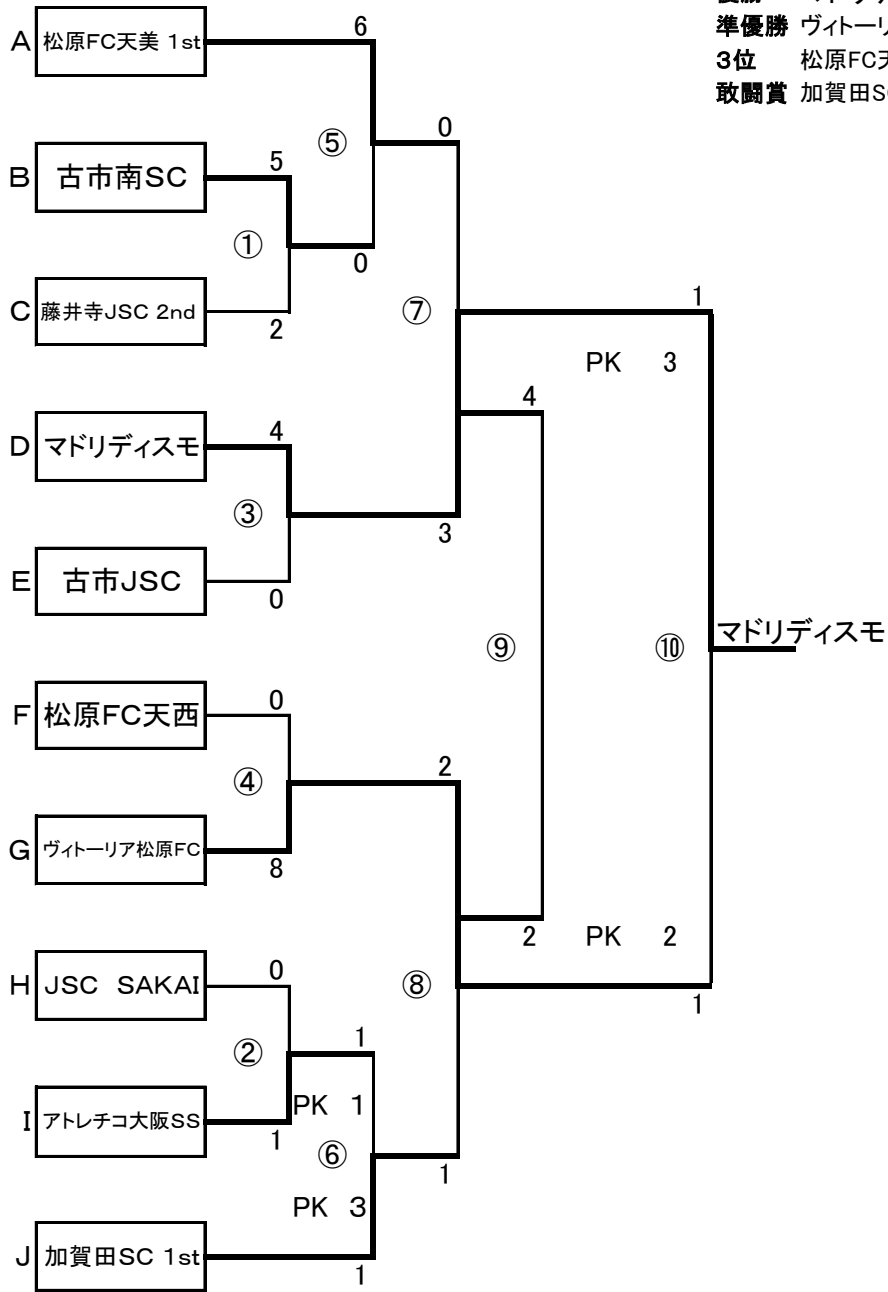 準優勝 ヴィトーリ
3位 松原FC天
敢闘賞 加賀田S
A 松原FC天美 1st 6
⑤ 0
B 古市南SC 5
① 0
C 藤井寺JSC 2nd 2
⑦ 1
PK 3
D マドリディスモ 4
4
③ 3
E 古市JSC 0
⑨ ⑩ マドリディスモ
F 松原FC天西 0
④ 2
G ヴィトーリア松原FC 8
2 PK 2
H JSC SAKAI 0
⑧ 1
② 1
I アトレチコ大阪SS 1
PK 1
⑥ 1
PK 3
J 加賀田SC 1st 1